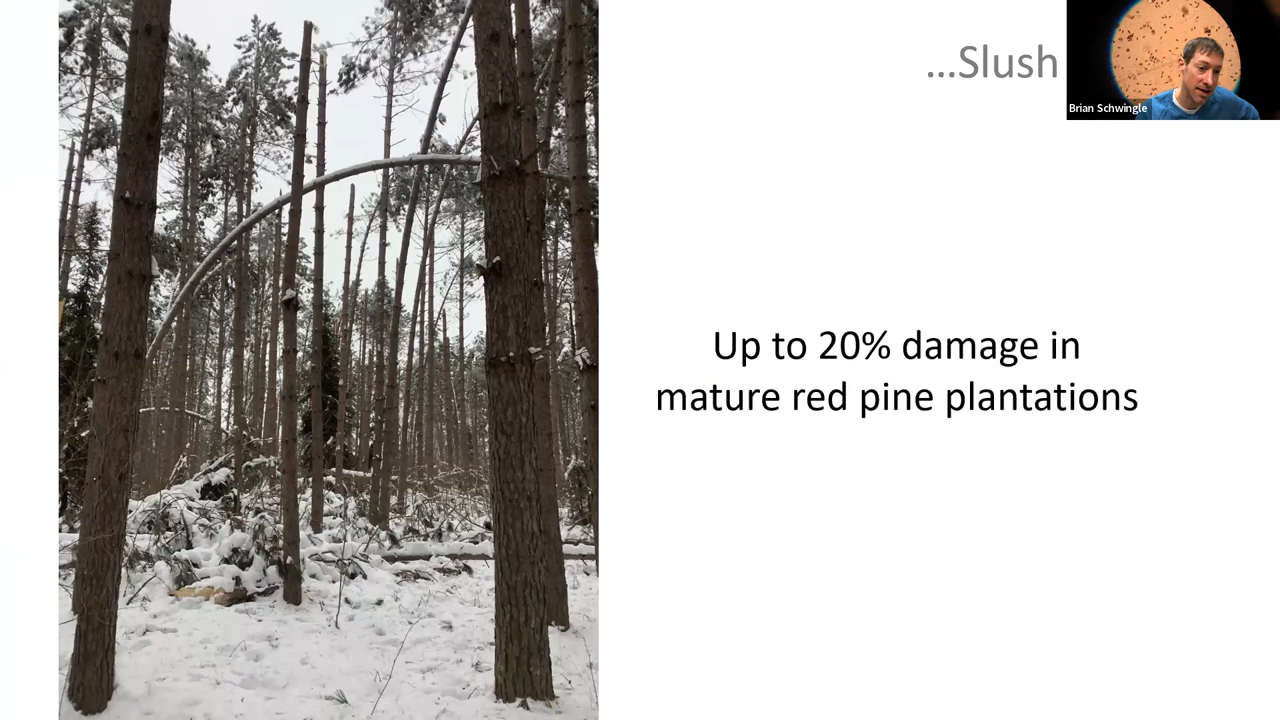 ...Slush
Brian Schwingle
Up to 20% damage in
mature red pine plantations